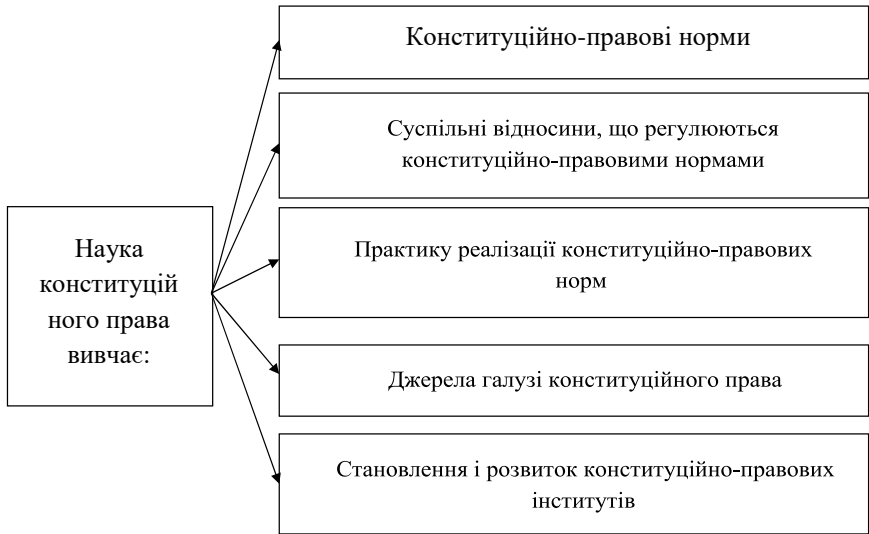 Конституційно-правові норми
Суспільні відносини, що регулюються
конституційно-правовими нормами
Наука
конституцій
ного права
вивчає:
Практику реалізації конституційно-правових
норм
Джерела галузі конституційного права
Становлення і розвиток конституційно-правових
інститутів